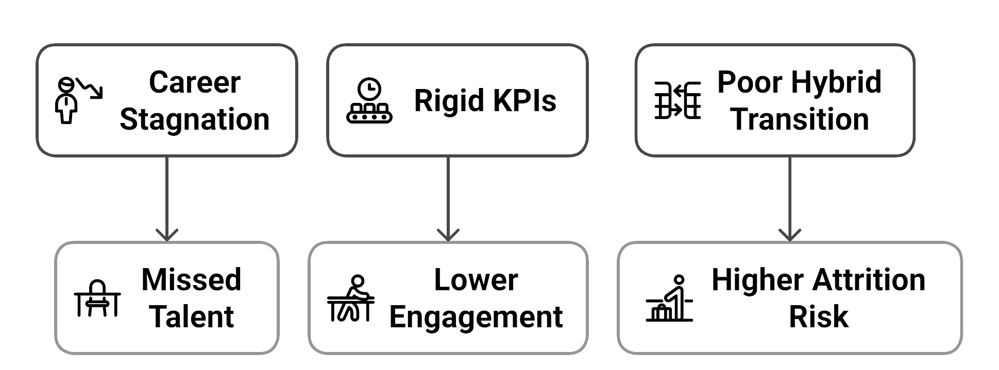 Career
Stagnation
Rigid KPIs
Poor Hybrid
Transition
Missed
Talent
Lower
Engagement
Higher Attrition
Risk